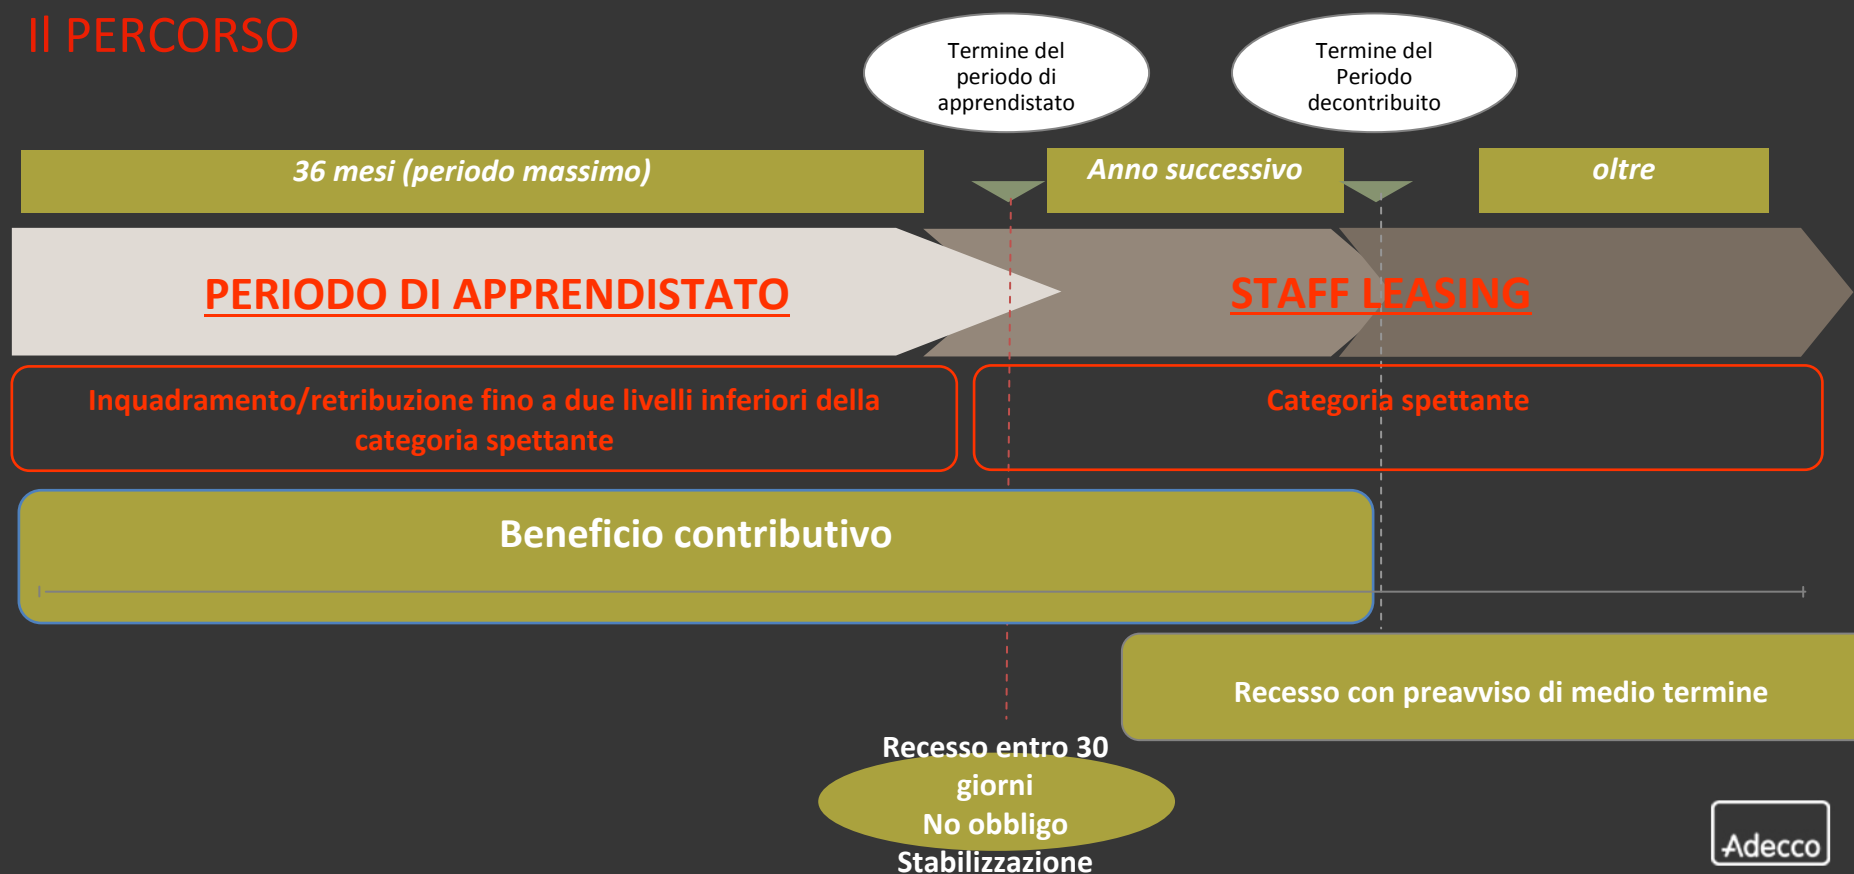 Il PERCORSO
Termine del
periodo di
apprendistato
Termine del
Periodo
decontribuito
36 mesi (periodo massimo)
Anno successivo
oltre
PERIODO DI APPRENDISTATO
STAFF LEASING
Inquadramento/retribuzione fino a due livelli inferiori della
categoria spettante
Categoria spettante
Beneficio contributivo
Recesso con preavviso di medio termine
Recesso entro 30
giorni
No obbligo
Stabilizzazione
Adecco